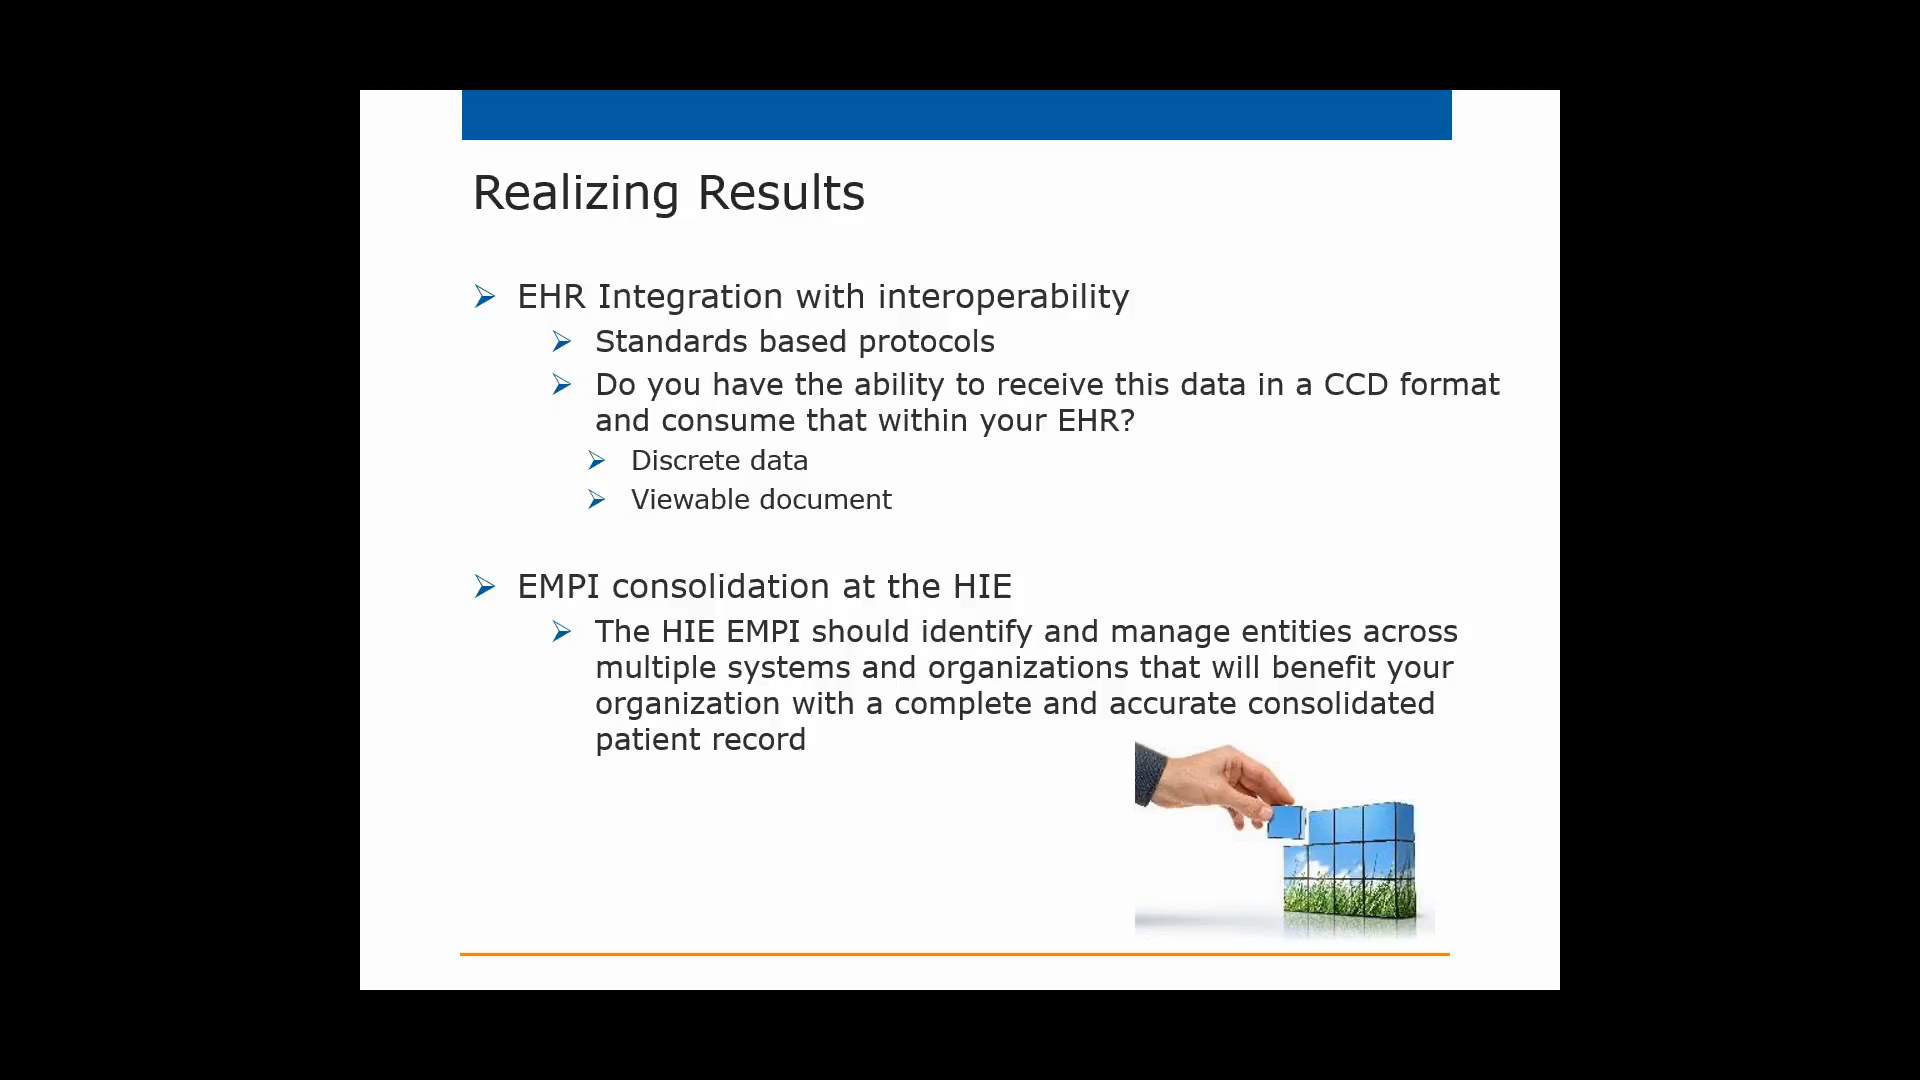 Realizing Results
EHR Integration with interoperability
Standards based protocols
Do you have the ability to receive this data in a CCD format
and consume that within your EHR?
Discrete data
Viewable document
EMPI consolidation at the HIE
The HIE EMPI should identify and manage entities across
multiple systems and organizations that will benefit your
organization with a complete and accurate consolidated
patient record